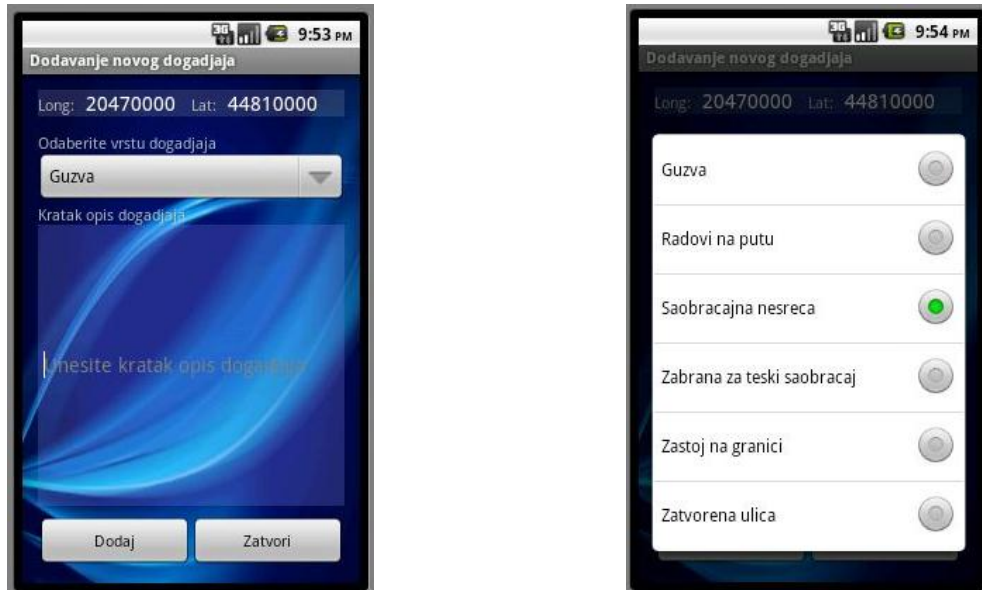 3G
9:53 PM
Dodavanje novog dogadjaja
Long: 20470000 Lat: 44810000
Odaberite vrstu dogadjaja
Guzva
Kratak opis dogadjaja
Unesite kratak opis dogadjaja
Dodaj
Zatvori
3G
9:54 PM
Dodavanje novog dogadjaja
Long: 20470000 Lat: 44810000
Guzva
Radovi na putu
Saobracajna nesreca
Zabrana za teski saobracaj
Zastoj na granici
Zatvorena ulica